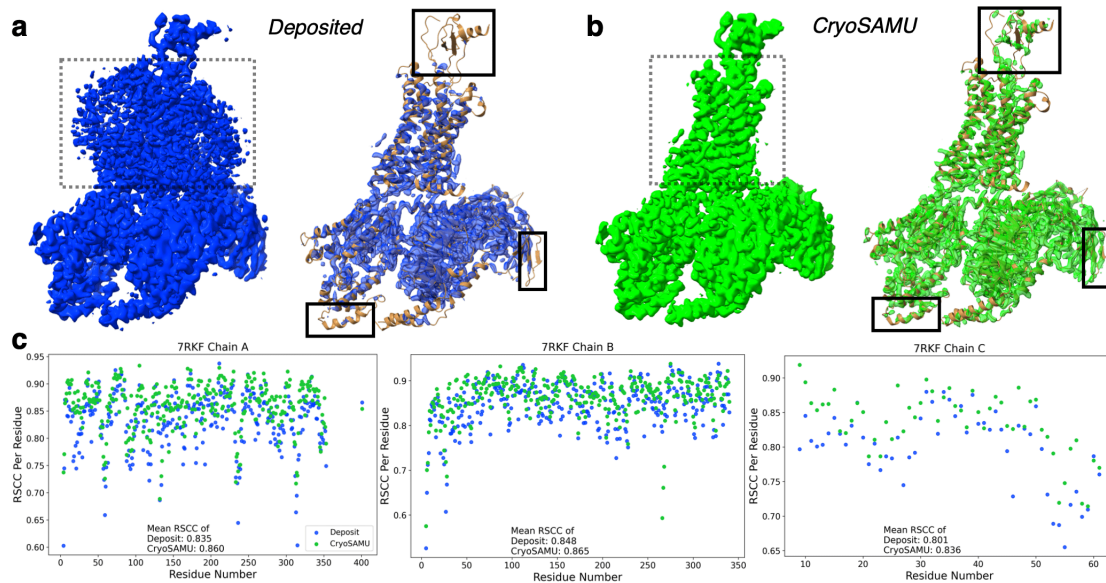 a
Deposited
b
CryoSAMU
c
7RKF Chain A
RSCC Per Residue
0.95
0.90
0.85
0.80
0.75
0.70
0.65
0.60
Mean RSCC of
Deposit: 0.835
CryoSAMU: 0.860
Deposit
CryoSAMU
0 50 100 150 200 250 300 350 400
Residue Number
7RKF Chain B
RSCC Per Residue
0.9
0.8
0.7
0.6
Mean RSCC of
Deposit: 0.848
CryoSAMU: 0.865
0 50 100 150 200 250 300 350
Residue Number
7RKF Chain C
RSCC Per Residue
0.90
0.85
0.80
0.75
0.70
0.65
Mean RSCC of
Deposit: 0.801
CryoSAMU: 0.836
10 20 30 40 50 60
Residue Number